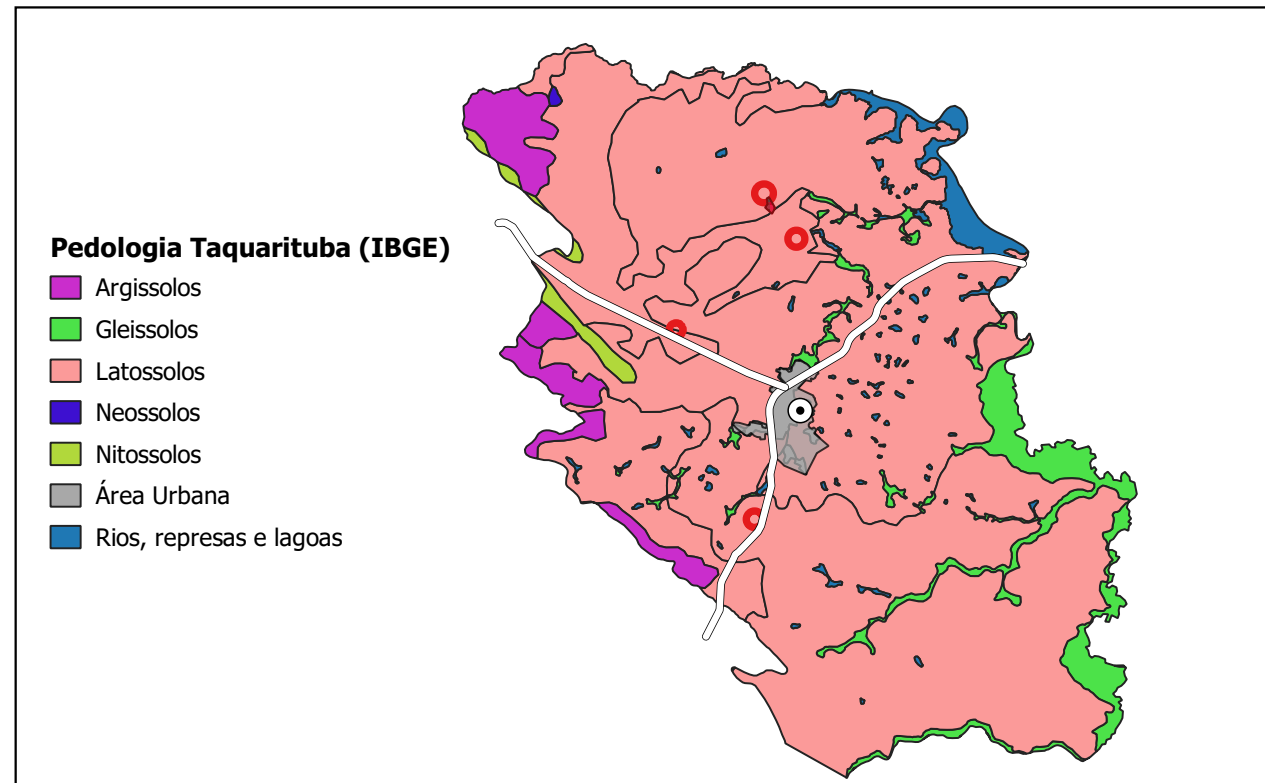 Pedologia Taquarituba (IBGE)
Argissolos
Gleissolos
Latossolos
Neossolos
Nitossolos
Área Urbana
Rios, represas e lagoas